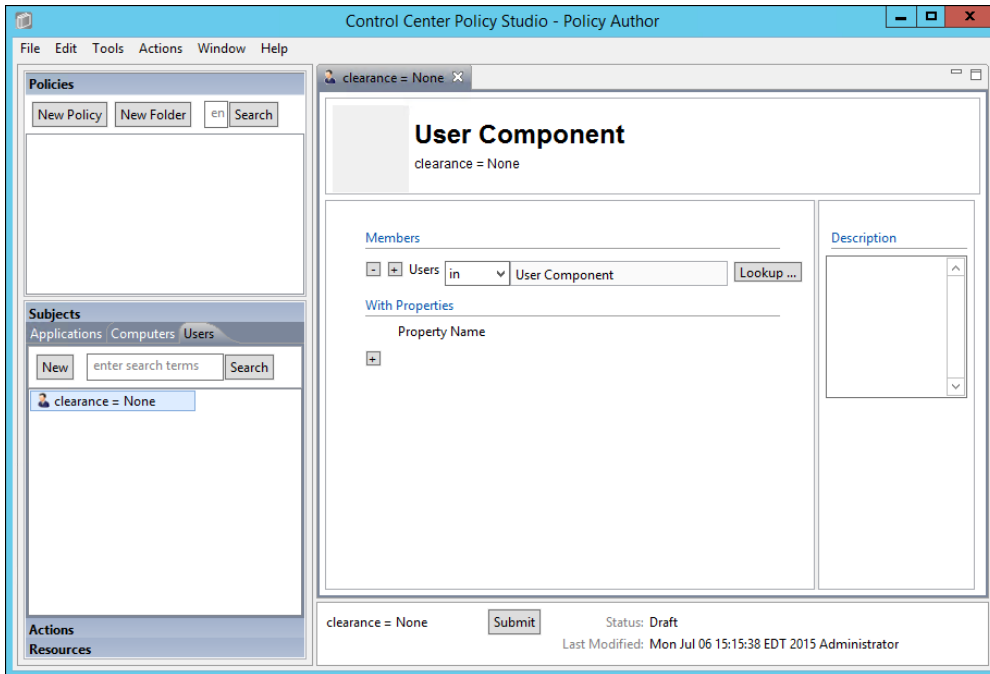 Control Center Policy Studio - Policy Author
File Edit Tools Actions Window Help
Policies
New Policy New Folder en Search
Subjects
Applications Computers Users
New enter search terms Search
clearance = None
Actions
Resources
clearance = None
User Component
clearance = None
Members
- + Users in User Component Lookup ...
With Properties
Property Name
+
Description
clearance = None Submit Status: Draft
Last Modified: Mon Jul 06 15:15:38 EDT 2015 Administrator